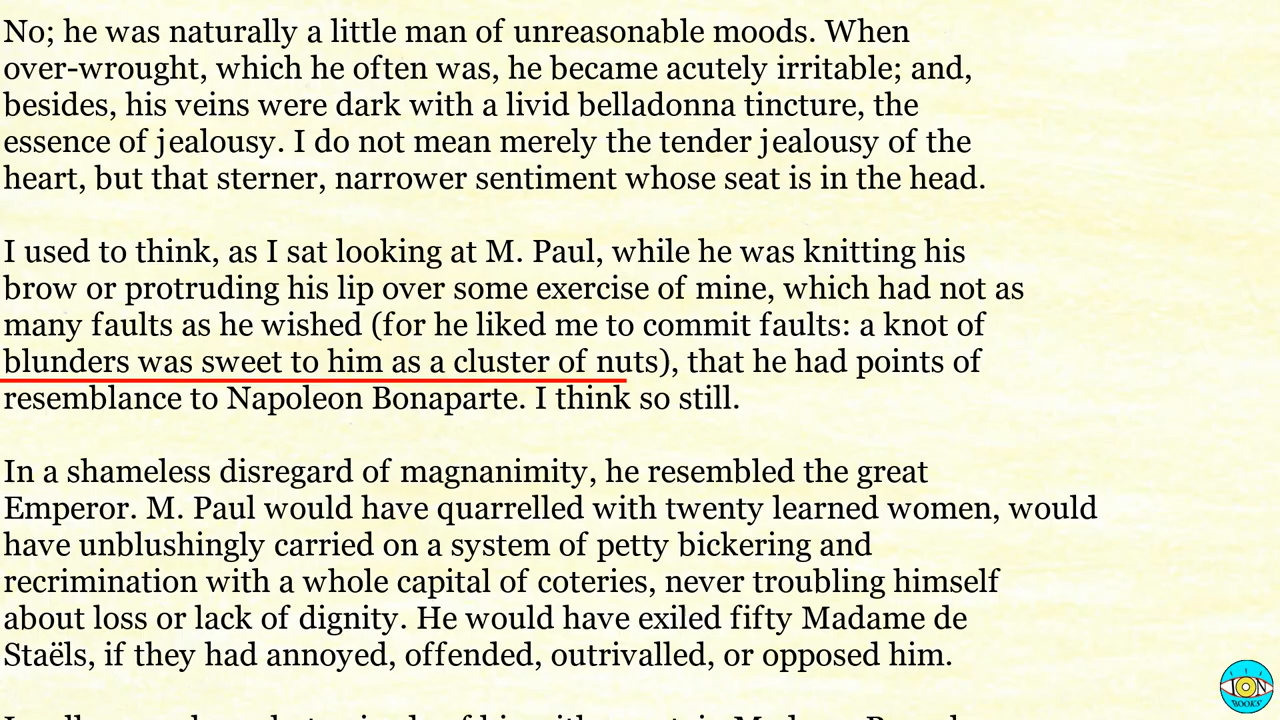 No; he was naturally a little man of unreasonable moods. When
over-wrought, which he often was, he became acutely irritable; and,
besides, his veins were dark with a livid belladonna tincture, the
essence of jealousy. I do not mean merely the tender jealousy of the
heart, but that sterner, narrower sentiment whose seat is in the head.
I used to think, as I sat looking at M. Paul, while he was knitting his
brow or protruding his lip over some exercise of mine, which had not as
many faults as he wished (for he liked me to commit faults: a knot of
blunders was sweet to him as a cluster of nuts), that he had points of
resemblance to Napoleon Bonaparte. I think so still.
In a shameless disregard of magnanimity, he resembled the great
Emperor. M. Paul would have quarrelled with twenty learned women, would
have unblushingly carried on a system of petty bickering and
recrimination with a whole capital of coteries, never troubling himself
about loss or lack of dignity. He would have exiled fifty Madame de
Staëls, if they had annoyed, offended, outrivalled, or opposed him.
ION
BOOKS